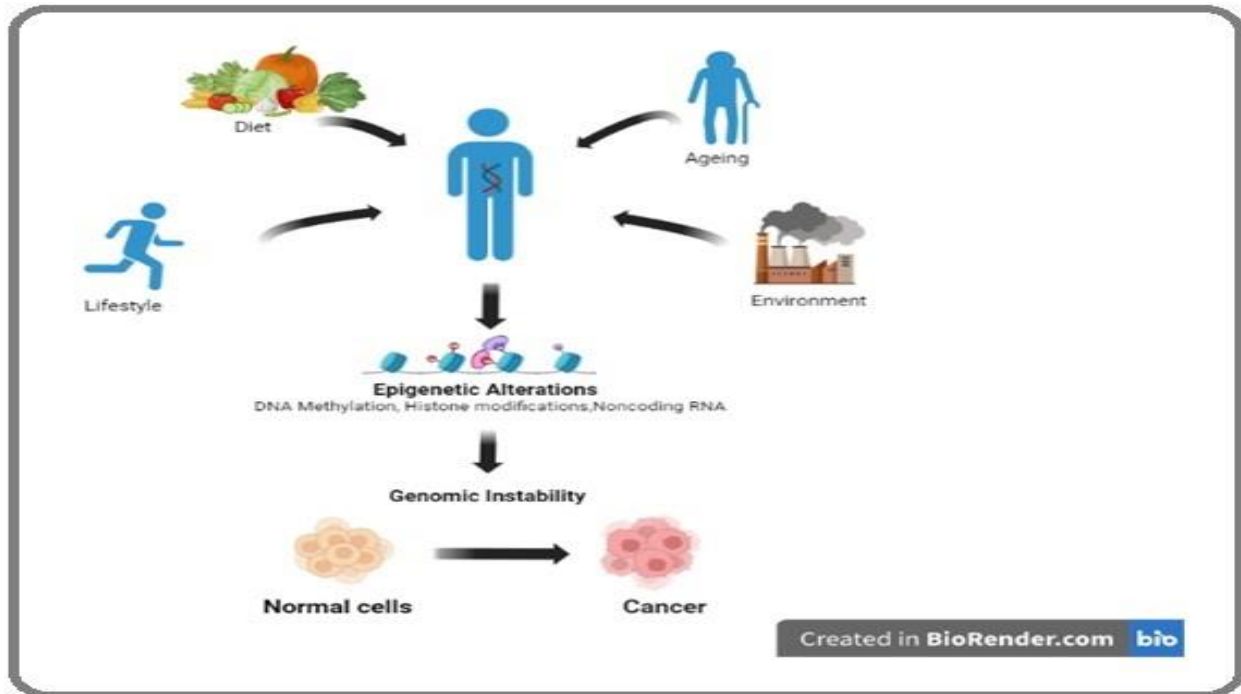 Diet
Ageing
Lifestyle
Environment
Epigenetic Alterations
DNA Methylation, Histone modifications,Noncoding RNA
Genomic Instability
Normal cells
Cancer
Created in BioRender.com bio